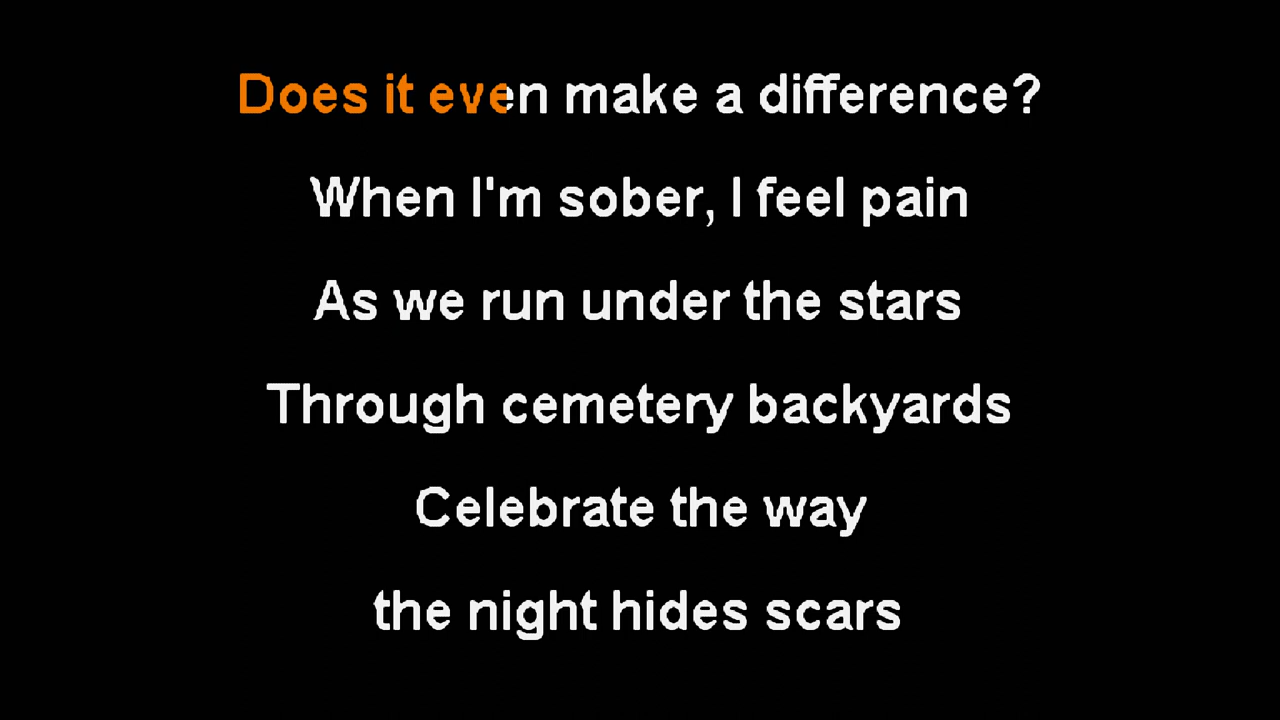 Does it even make a difference?
When I'm sober, I feel pain
As we run under the stars
Through cemetery backyards
Celebrate the way
the night hides scars